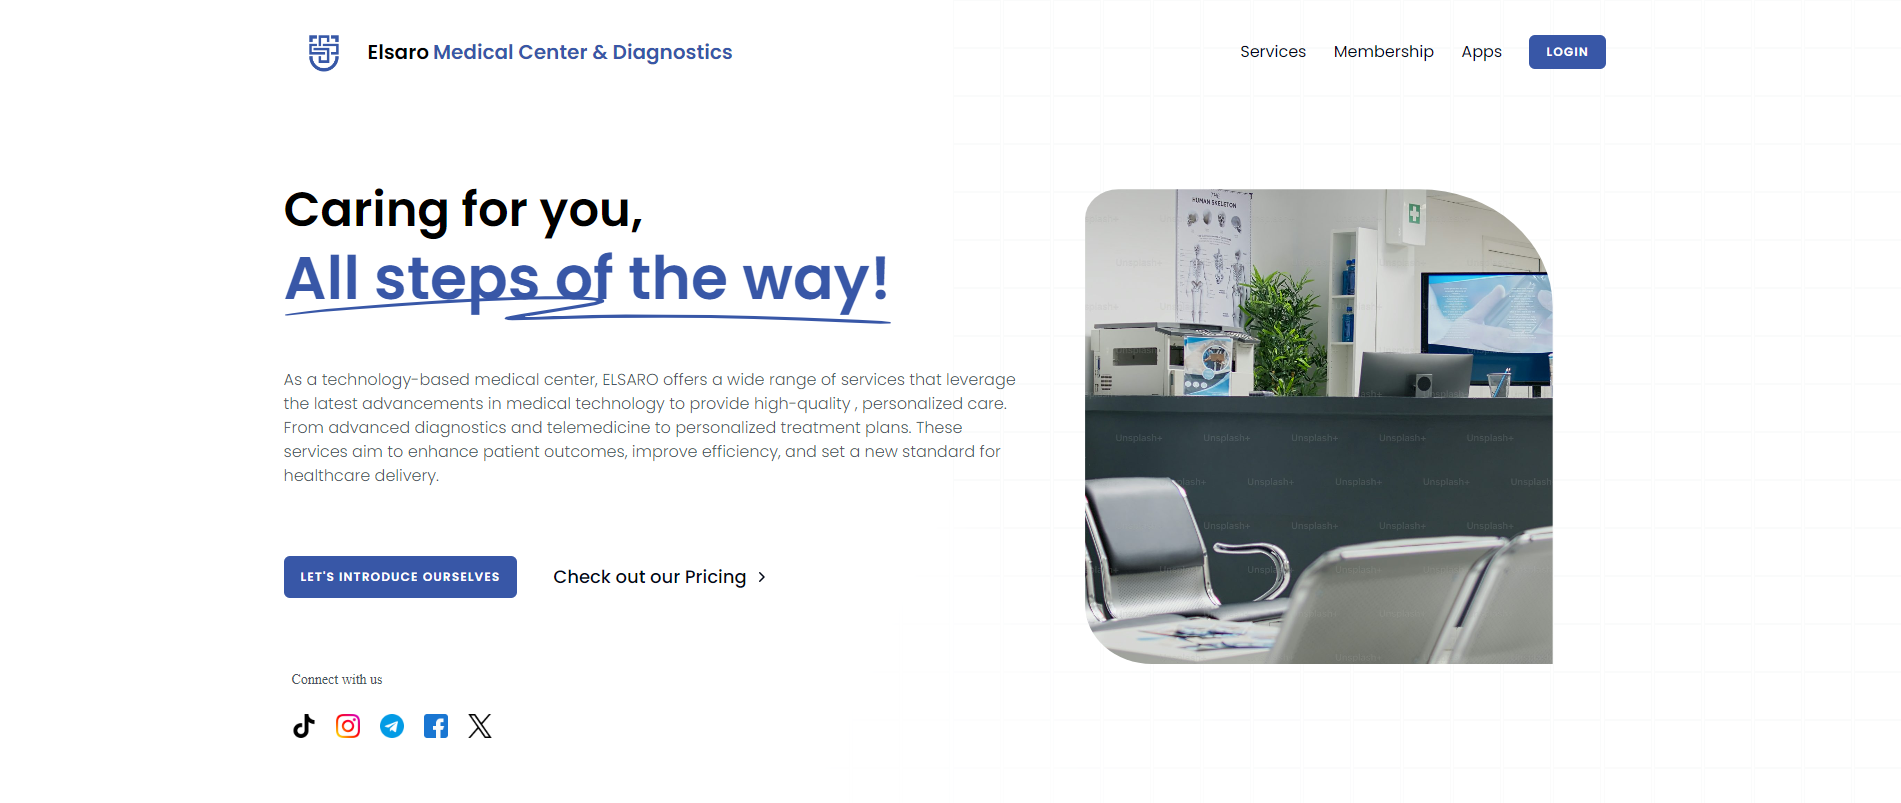 Elsaro Medical Center & Diagnostics
Services Membership Apps LOGIN
Caring for you,
All steps of the way!
As a technology-based medical center, ELSARO offers a wide range of services that leverage
the latest advancements in medical technology to provide high-quality , personalized care.
From advanced diagnostics and telemedicine to personalized treatment plans. These
services aim to enhance patient outcomes, improve efficiency, and set a new standard for
healthcare delivery.
LET'S INTRODUCE OURSELVES
Check out our Pricing
Connect with us
HUMAN SKELETON
Unsplash+ Unsplash+ Unsplash+ Unsplash+ Unsplash+
Unsplash+ Unsplash+ Unsplash+ Unsplash+
Unsplash+ Unsplash+ Unsplash+ Unsplash+